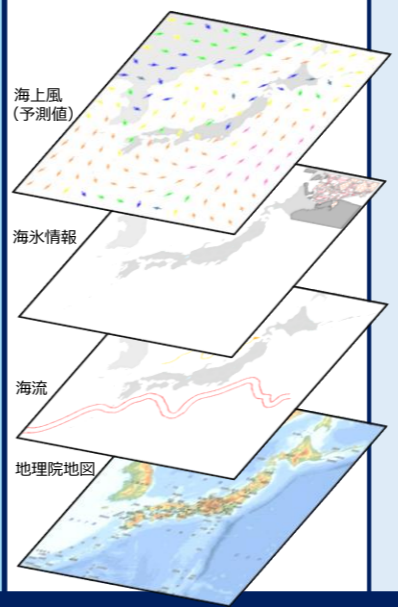 海上風
（予測値）
海氷情報
海流
地理院地図